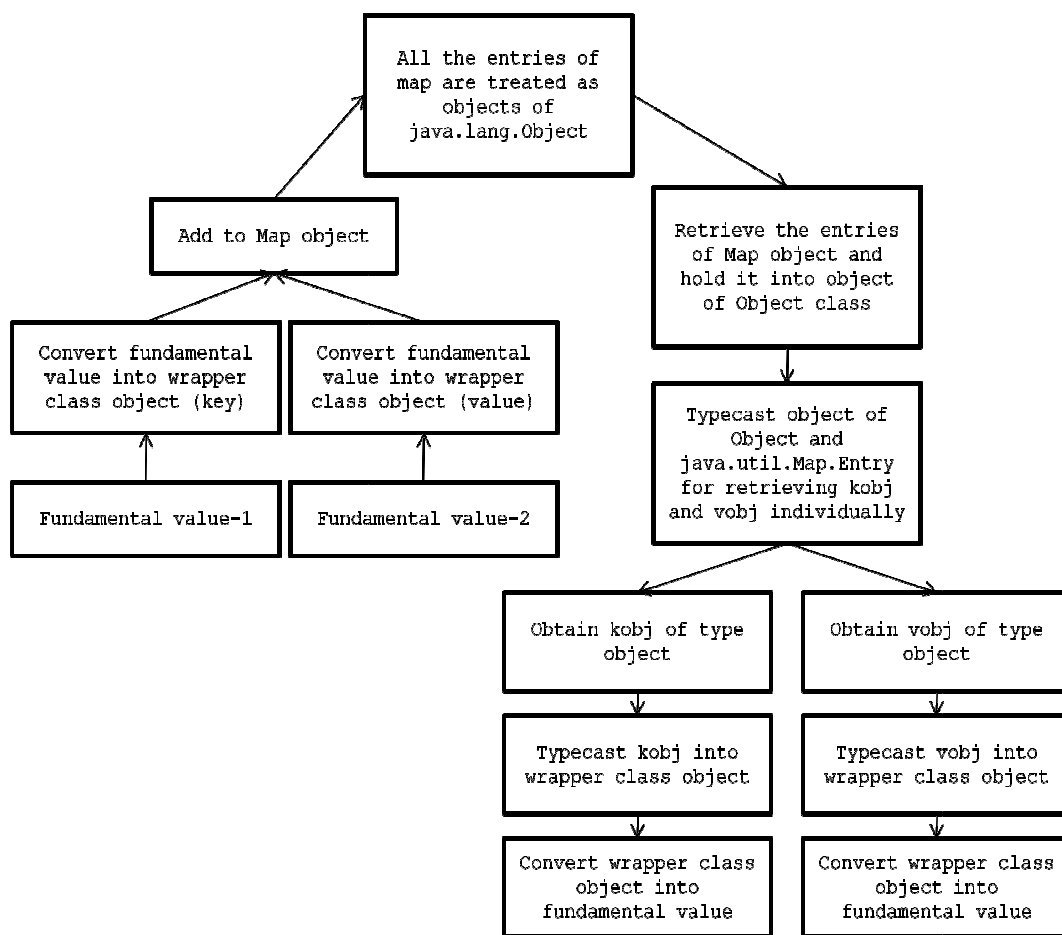 All the entries of
map are treated as
objects of
java.lang.Object
Add to Map object
Retrieve the entries
of Map object and
hold it into object
of Object class
Convert fundamental
value into wrapper
class object (key)
Convert fundamental
value into wrapper
class object (value)
Typecast object of
Object and
java.util.Map.Entry
for retrieving kobj
and vobj individually
Fundamental value-1
Fundamental value-2
Obtain kobj of type
object
Obtain vobj of type
object
Typecast kobj into
wrapper class object
Typecast vobj into
wrapper class object
Convert wrapper class
object into
fundamental value
Convert wrapper class
object into
fundamental value